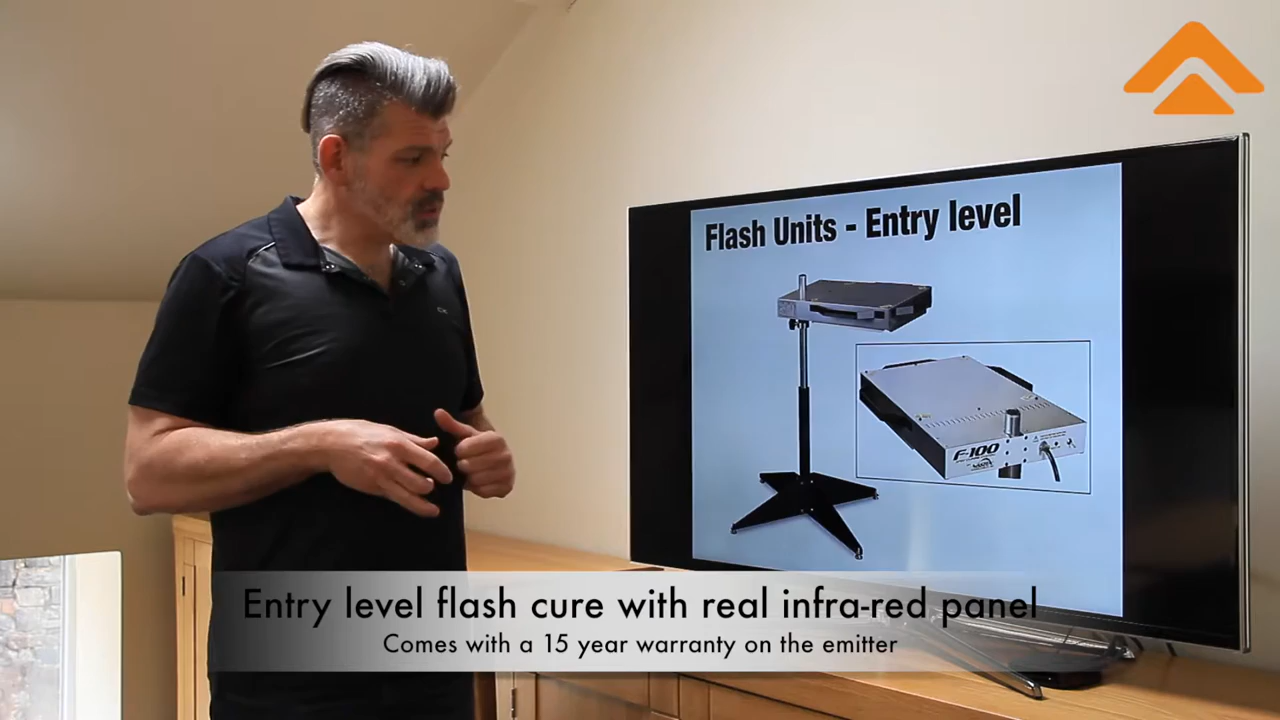 Flash Units - Entry level
F-100
Entry level flash cure with real infra-red panel
Comes with a 15 year warranty on the emitter